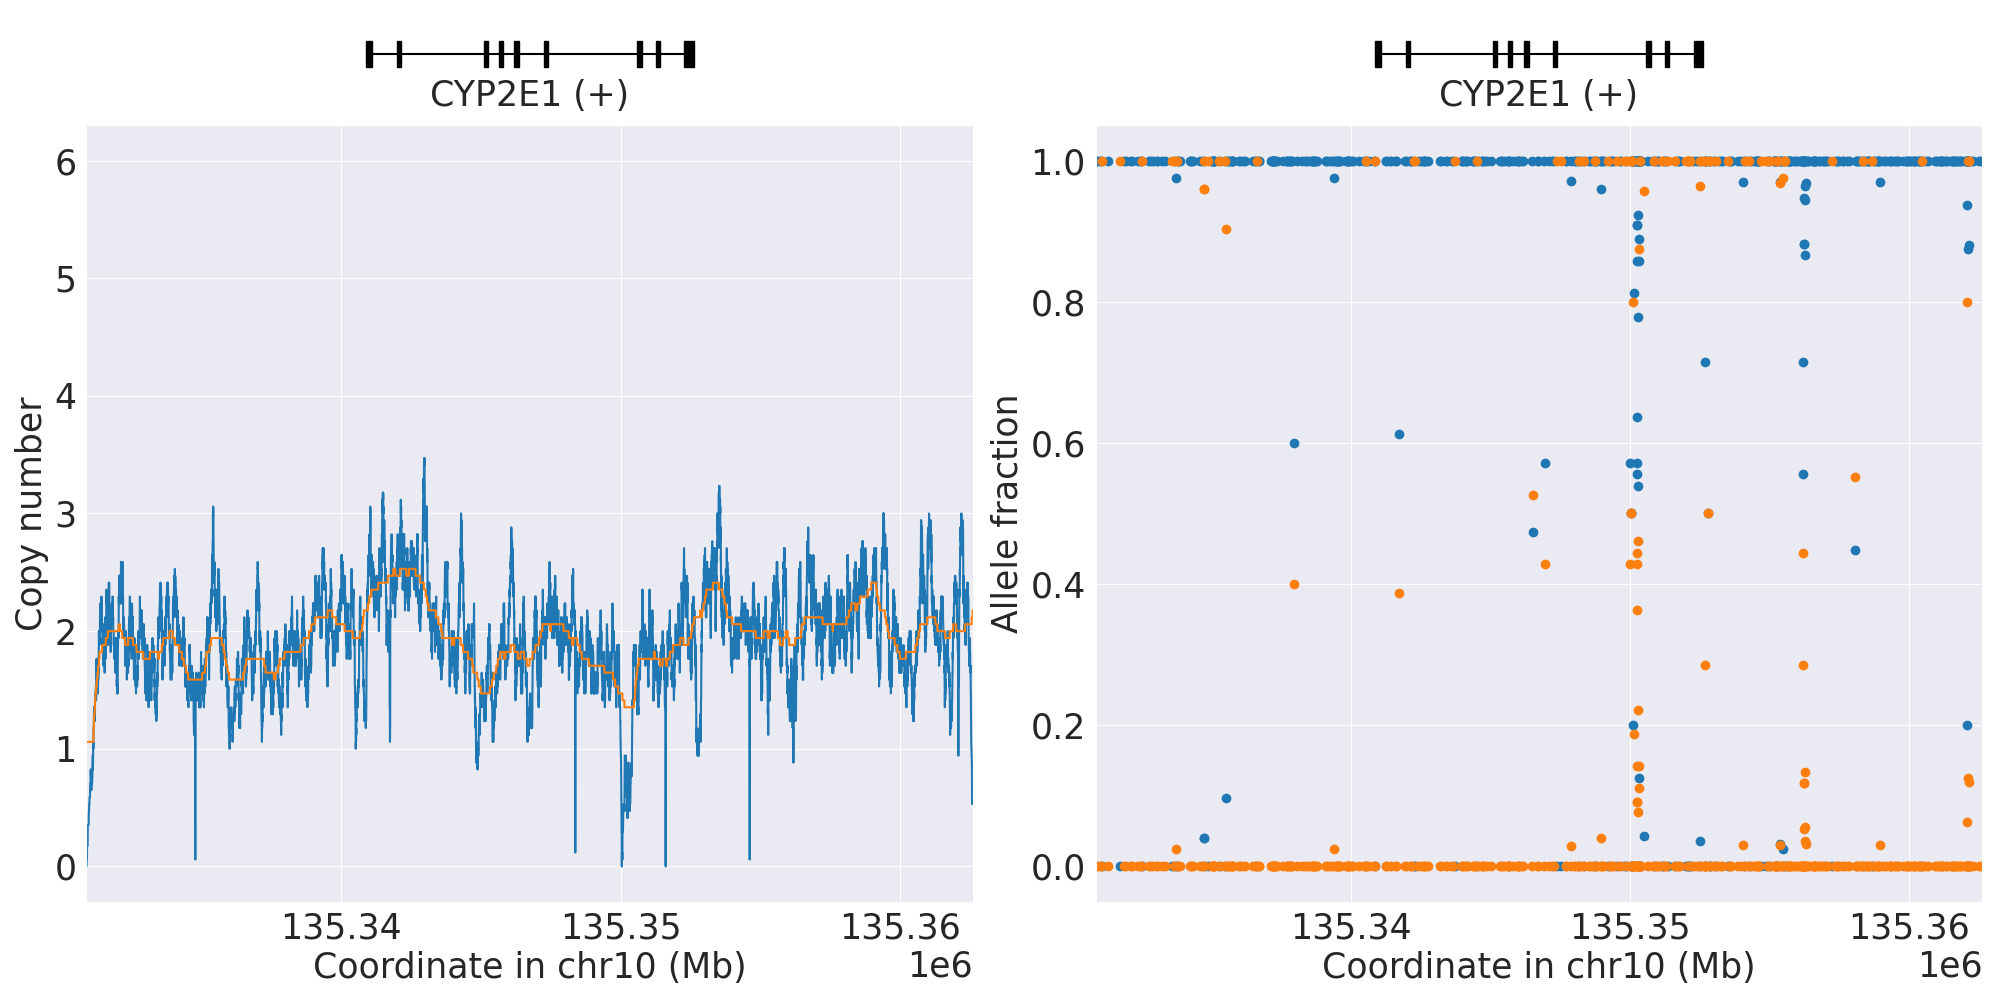 CYP2E1 (+)
6
5
4
3
2
1
0
Copy number
135.34 135.35 135.36
Coordinate in chr10 (Mb)
1e6
CYP2E1 (+)
1.0
0.8
0.6
0.4
0.2
0.0
Allele fraction
135.34 135.35 135.36
Coordinate in chr10 (Mb)
1e6